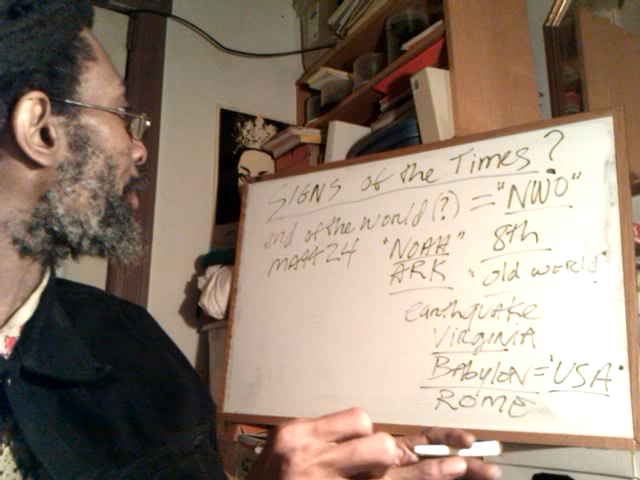 SIGNS of the Times?
end of the world(?) = "NWO"
MATT 24 "NOAH" 8th
ARK "old world"
earthquake
VIRGINIA
BABYlON = "USA"
ROME